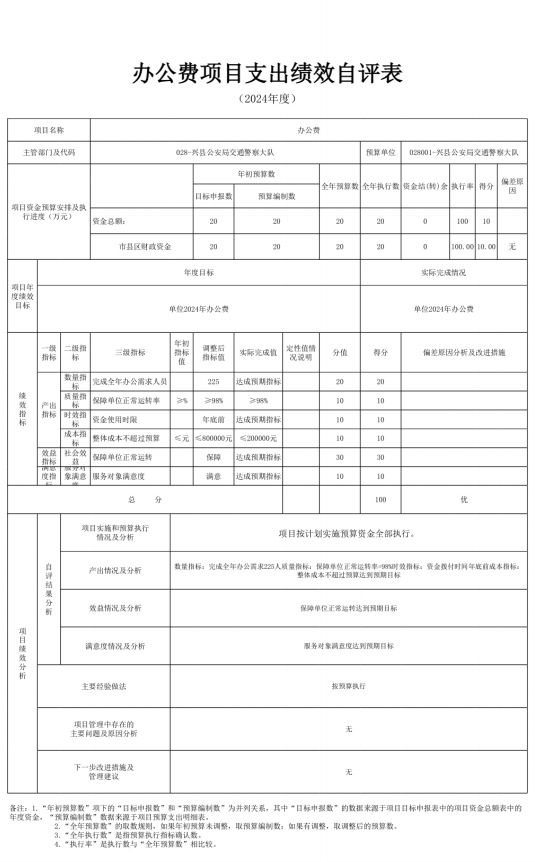 办公费项目支出绩效自评表
（2024年度）
项目名称 办公费
主管部门及代码 028-兴县公安局交通警察大队 预算单位 028001-兴县公安局交通警察大队
项目资金预算安排及执行进度（万元） 年初预算数 全年预算数 全年执行数 资金结(转)余 执行率 得分 偏差原因
目标申报数 预算编制数
资金总额： 20 20 20 20 0 100 10
市县区财政资金 20 20 20 20 0 100.00 10.00 无
项目年度绩效目标 年度目标 实际完成情况
单位2024年办公费 单位2024年办公费
绩效指标 一级指标 二级指标 三级指标 年初指标值 调整后指标值 实际完成值 定性值情况说明 分值 得分 偏差原因分析及改进措施
产出指标 数量指标 完成全年办公需求人员 225 达成预期指标 20 20
质量指标 保障单位正常运转率 ≥% ≥98% ≥98% 10 10
时效指标 资金使用时限 年底前 达成预期指标 10 10
成本指标 整体成本不超过预算 ≤元 ≤800000元 ≤200000元 10 10
效益指标 社会效益 保障单位正常运转 保障 达成预期指标 30 30
满意度指标 服务对象满意度 服务对象满意度 满意 达成预期指标 10 10
总 分 100 优
项目绩效分析 自评结果分析 项目实施和预算执行情况及分析 项目按计划实施预算资金全部执行。
产出情况及分析 数量指标：完成全年办公需求225人质量指标：保障单位正常运转率=98%时效指标：资金拨付时间年底前成本指标：
整体成本不超过预算达到预期目标
效益情况及分析 保障单位正常运转达到预期目标
满意度情况及分析 服务对象满意度达到预期目标
主要经验做法 按预算执行
项目管理中存在的主要问题及原因分析 无
下一步改进措施及管理建议 无
备注：1.“年初预算数”项下的“目标申报数”和“预算编制数”为并列关系，其中“目标申报数”的数据来源于项目目标申报表中的项目资金总额表中的
年度资金，“预算编制数”数据来源于项目预算支出明细表。
2.“全年预算数”的取数规则，如果年初预算未调整，取预算编制数；如果有调整，取调整后的预算数。
3.“全年执行数”是指预算执行指标确认数。
4.“执行率”是执行数与“全年预算数”相比较。